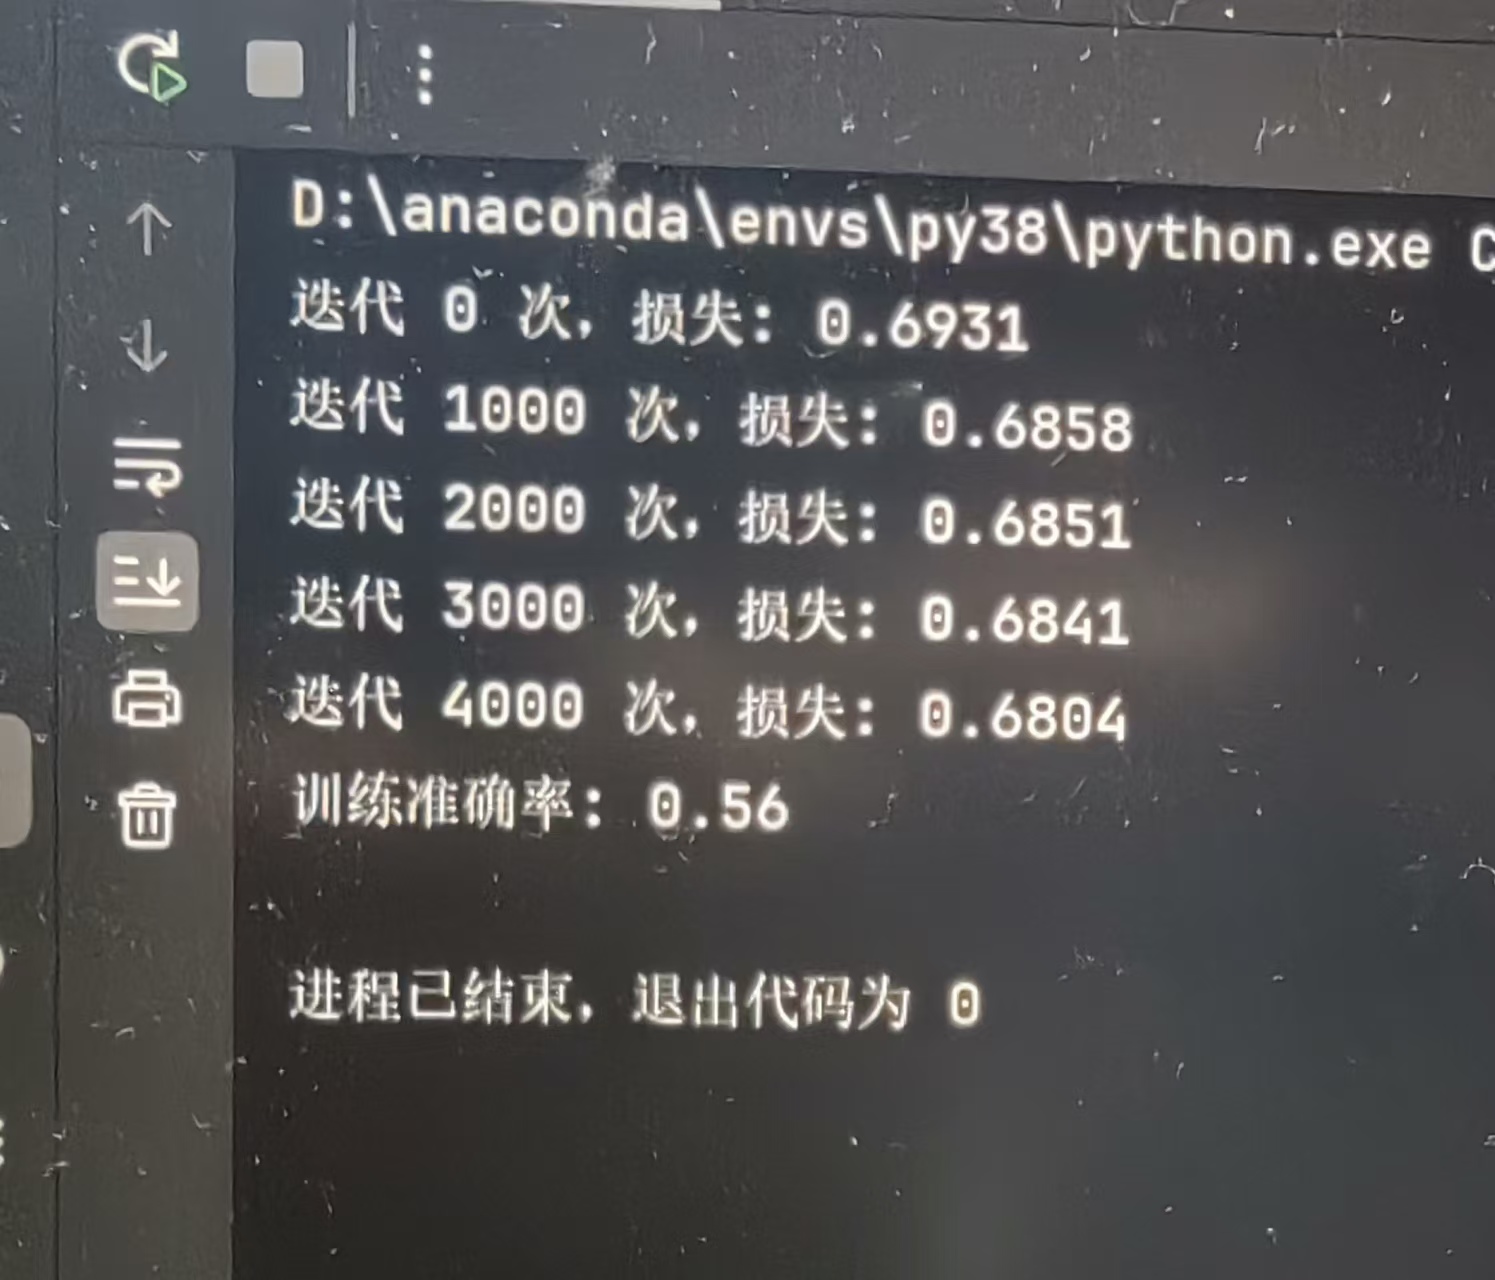 D:\anaconda\envs\py38\python.exe C
迭代 0 次，损失: 0.6931
迭代 1000 次，损失: 0.6858
迭代 2000 次，损失: 0.6851
迭代 3000 次，损失: 0.6841
迭代 4000 次，损失: 0.6804
训练准确率: 0.56
进程已结束，退出代码为 0